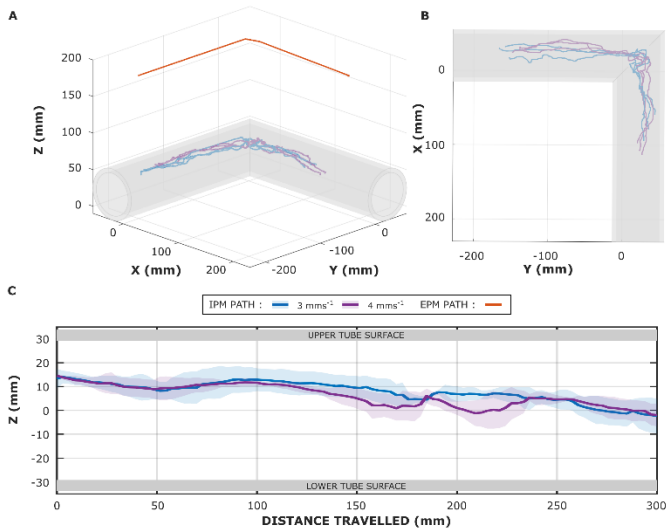 A
B
200
150
100
50
0
Z (mm)
0
100
200
X (mm)
-200
-100
0
Y (mm)
0
100
200
X (mm)
-200
-100
0
Y (mm)
C
IPM PATH : 3 mms⁻¹ 4 mms⁻¹ EPM PATH :
30
20
10
0
-10
-20
-30
Z (mm)
UPPER TUBE SURFACE
LOWER TUBE SURFACE
0 50 100 150 200 250 300
DISTANCE TRAVELLED (mm)